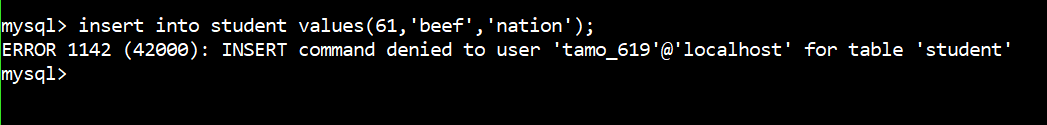 mysql> insert into student values(61,'beef','nation');
ERROR 1142 (42000): INSERT command denied to user 'tamo_619'@'localhost' for table 'student'
mysql>